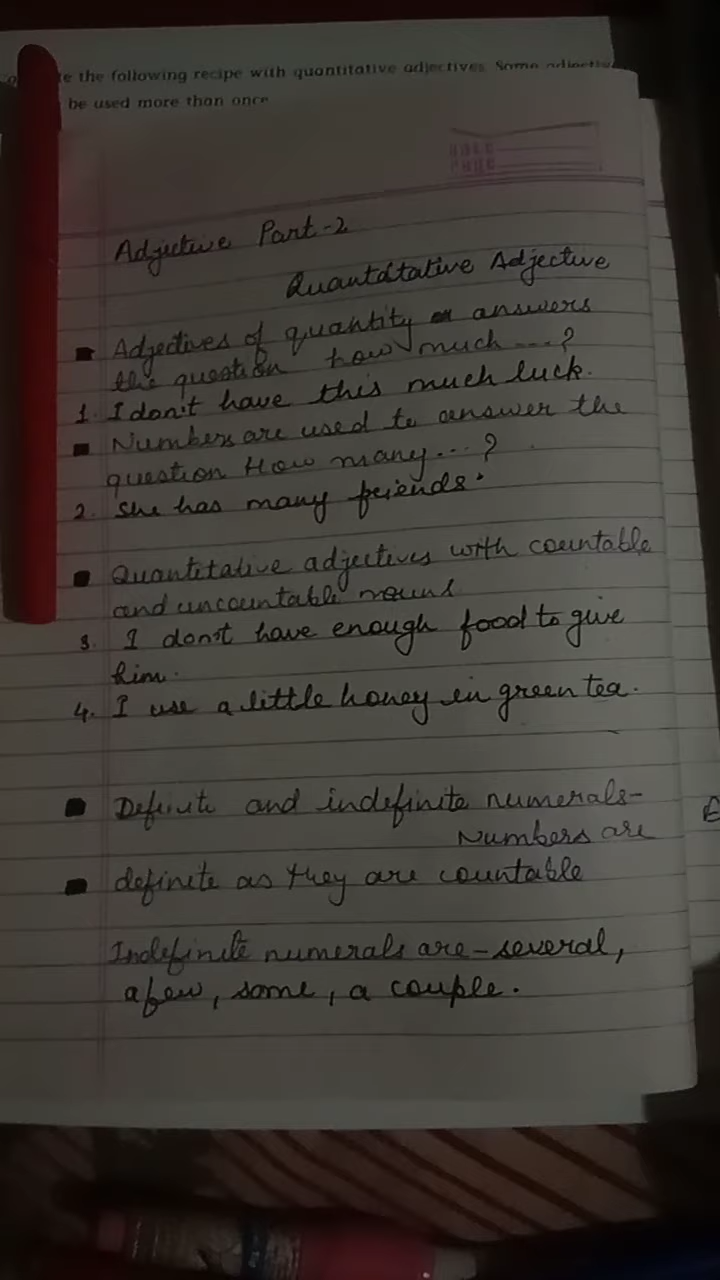 te the following recipe with quantitative adjectives. Some adjectiv
be used more than once
DATE
PAGE
Adjective Part-2
Quantitative Adjective
Adjectives of quantity answers
the question how much ...?
1. I don't have this much luck.
Numbers are used to answer the
question How many...?
2. She has many friends.
Quantitative adjectives with countable
and uncountable nouns
3. I don't have enough food to give
him.
4. I use a little honey in green tea.
Definite and indefinite numerals-
Numbers are
definite as they are countable
Indefinite numerals are - several,
a few, some, a couple.